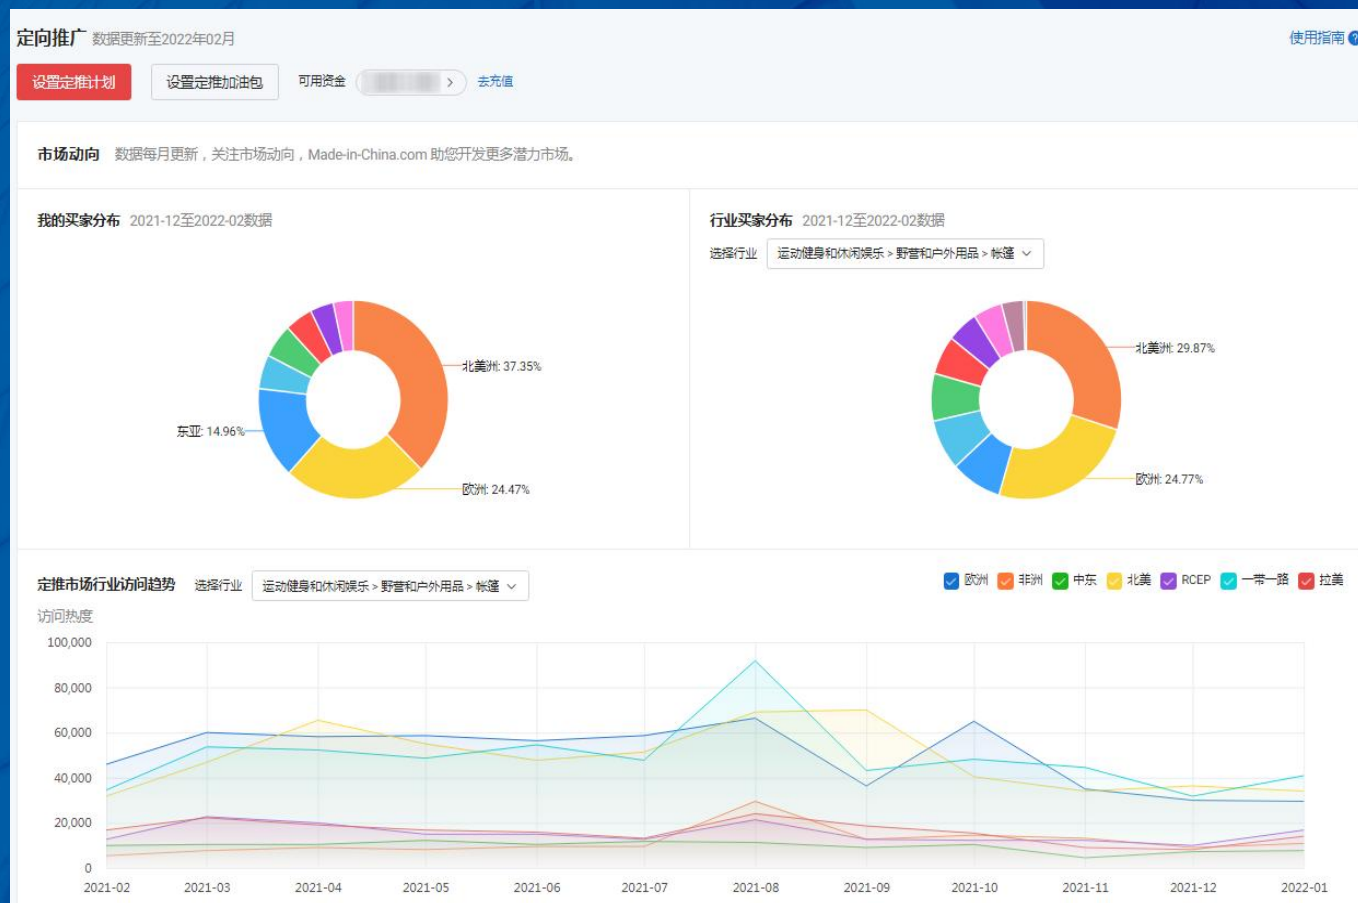 定向推广 数据更新至2022年02月
使用指南
设置定推计划 设置定推加油包 可用资金 去充值
市场动向 数据每月更新，关注市场动向，Made-in-China.com 助您开发更多潜力市场。
我的买家分布 2021-12至2022-02数据
北美洲: 37.35%
东亚: 14.96%
欧洲: 24.47%
行业买家分布 2021-12至2022-02数据
选择行业 运动健身和休闲娱乐 > 野营和户外用品 > 帐篷
北美洲: 29.87%
欧洲: 24.77%
定推市场行业访问趋势 选择行业 运动健身和休闲娱乐 > 野营和户外用品 > 帐篷
欧洲 非洲 中东 北美 RCEP 一带一路 拉美
访问热度
100,000
80,000
60,000
40,000
20,000
0
2021-02 2021-03 2021-04 2021-05 2021-06 2021-07 2021-08 2021-09 2021-10 2021-11 2021-12 2022-01